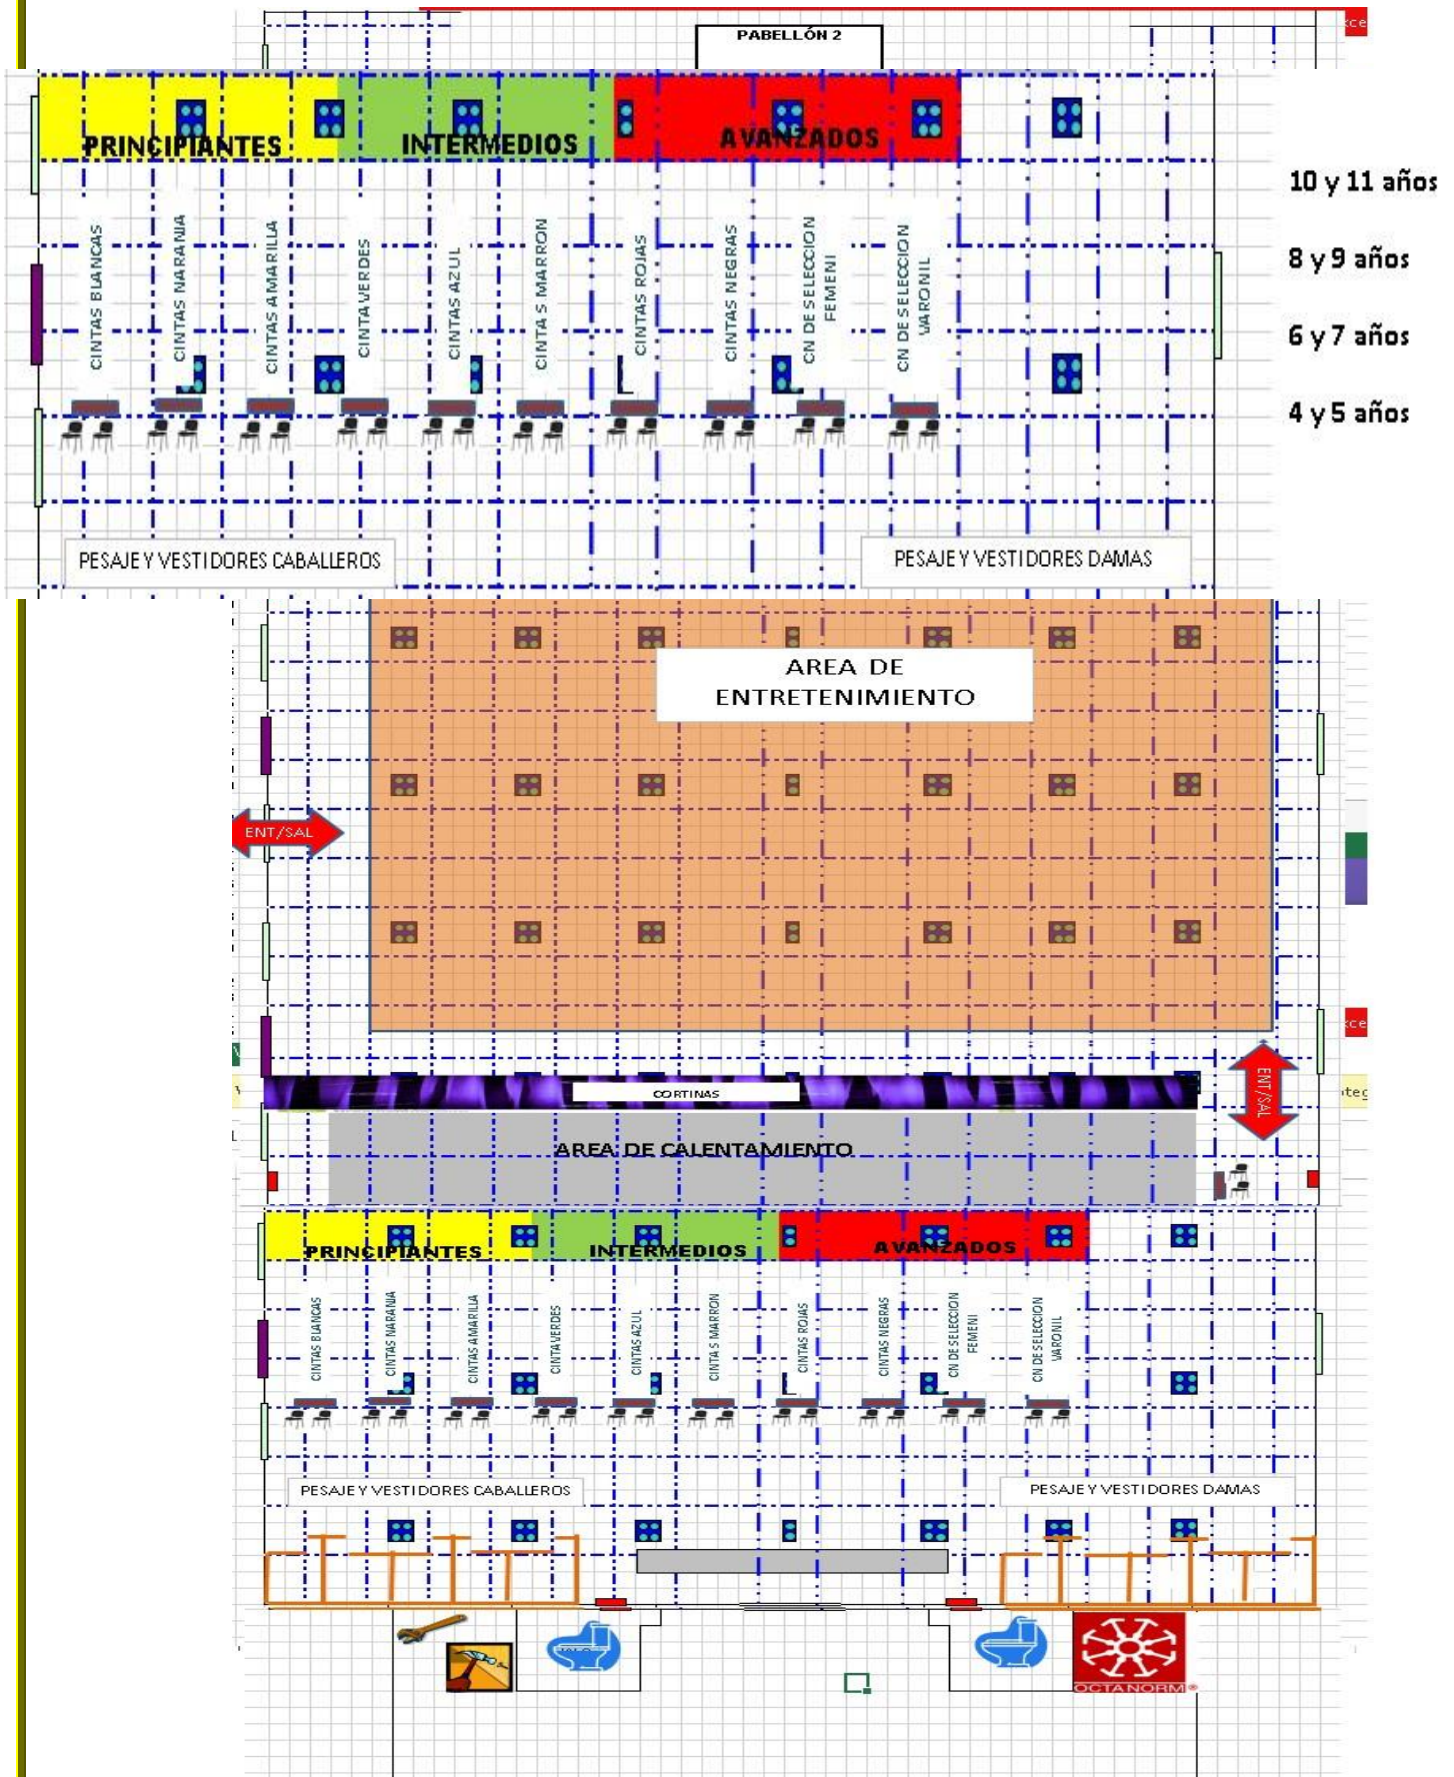 PABELLÓN 2
PRINCIPIANTES
INTERMEDIOS
AVANZADOS
10 y 11 años
8 y 9 años
6 y 7 años
4 y 5 años
CINTAS BLANCAS
CINTAS NARANJA
CINTAS AMARILLA
CINTAVERDES
CINTAS AZUL
CINTA S MARRON
CINTAS ROJAS
CINTAS NEGRAS
CN DE SELECCION
FEMENI
CN DE SELECCION
VARONIL
PESAJE Y VESTIDORES CABALLEROS
PESAJE Y VESTIDORES DAMAS
AREA DE
ENTRETENIMIENTO
ENT/SAL
ENT/SAL
CORTINAS
AREA DE CALENTAMIENTO
PRINCIPIANTES
INTERMEDIOS
AVANZADOS
CINTAS BLANCAS
CINTAS NARANJA
CINTAS AMARILLA
CINTAVERDES
CINTAS AZUL
CINTA S MARRON
CINTAS ROJAS
CINTAS NEGRAS
CN DE SELECCION
FEMENI
CN DE SELECCION
VARONIL
PESAJE Y VESTIDORES CABALLEROS
PESAJE Y VESTIDORES DAMAS
OCTANORM®